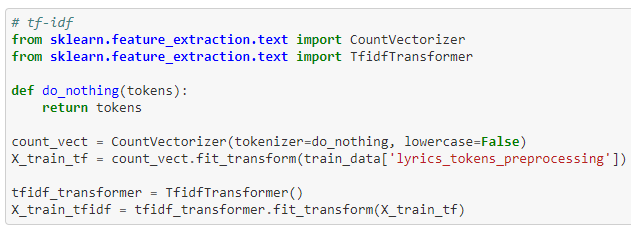 # tf-idf
from sklearn.feature_extraction.text import CountVectorizer
from sklearn.feature_extraction.text import TfidfTransformer
def do_nothing(tokens):
    return tokens
count_vect = CountVectorizer(tokenizer=do_nothing, lowercase=False)
X_train_tf = count_vect.fit_transform(train_data['lyrics_tokens_preprocessing'])
tfidf_transformer = TfidfTransformer()
X_train_tfidf = tfidf_transformer.fit_transform(X_train_tf)